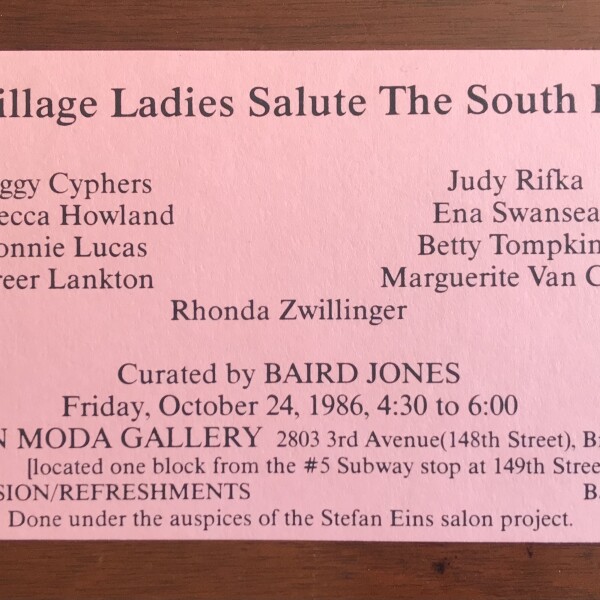 illage Ladies Salute The South
ggy Cyphers Judy Rifka
ecca Howland Ena Swansea
onnie Lucas Betty Tompkin
reer Lankton Marguerite Van C
Rhonda Zwillinger
Curated by BAIRD JONES
Friday, October 24, 1986, 4:30 to 6:00
N MODA GALLERY 2803 3rd Avenue(148th Street), B
[located one block from the #5 Subway stop at 149th Stree
SION/REFRESHMENTS B
Done under the auspices of the Stefan Eins salon project.